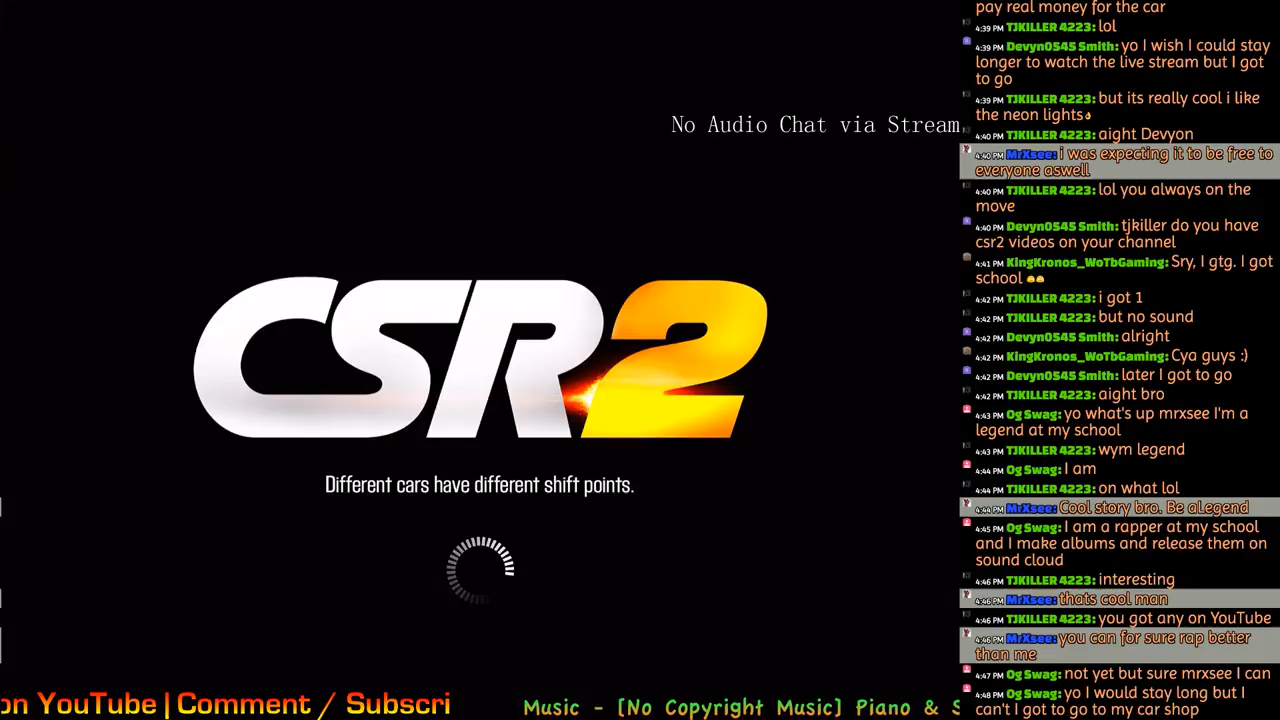 No Audio Chat via Stream
CSR2
Different cars have different shift points.
on YouTube | Comment / Subscri
Music - [No Copyright Music] Piano & S
pay real money for the car
4:39 PM TJKILLER 4223: lol
4:39 PM Devyn0545 Smith: yo I wish I could stay
longer to watch the live stream but I got
to go
4:39 PM TJKILLER 4223: but its really cool i like
the neon lights👌
4:40 PM TJKILLER 4223: aight Devyon
4:40 PM MrXsee: i was expecting it to be free to
everyone aswell
4:40 PM TJKILLER 4223: lol you always on the
move
4:40 PM Devyn0545 Smith: tjkiller do you have
csr2 videos on your channel
4:41 PM KingKronos_WoTbGaming: Sry, I gtg. I got
school
4:42 PM TJKILLER 4223: i got 1
4:42 PM TJKILLER 4223: but no sound
4:42 PM Devyn0545 Smith: alright
4:42 PM KingKronos_WoTbGaming: Cya guys :)
4:42 PM Devyn0545 Smith: later I got to go
4:42 PM TJKILLER 4223: aight bro
4:43 PM Og Swag: yo what's up mrxsee I'm a
legend at my school
4:43 PM TJKILLER 4223: wym legend
4:44 PM Og Swag: I am
4:44 PM TJKILLER 4223: on what lol
4:44 PM MrXsee: Cool story bro. Be aLegend
4:45 PM Og Swag: I am a rapper at my school
and I make albums and release them on
sound cloud
4:46 PM TJKILLER 4223: interesting
4:46 PM MrXsee: thats cool man
4:46 PM TJKILLER 4223: you got any on YouTube
4:46 PM MrXsee: you can for sure rap better
than me
4:47 PM Og Swag: not yet but sure mrxsee I can
4:48 PM Og Swag: yo I would stay long but I
can't I got to go to my car shop